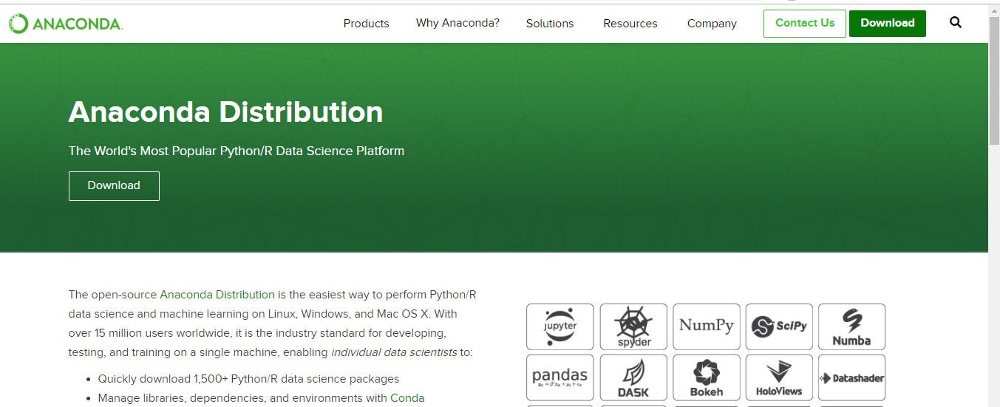 ANACONDA.
Products
Why Anaconda?
Solutions
Resources
Company
Contact Us
Download
Anaconda Distribution
The World's Most Popular Python/R Data Science Platform
Download
The open-source Anaconda Distribution is the easiest way to perform Python/R
data science and machine learning on Linux, Windows, and Mac OS X. With
over 15 million users worldwide, it is the industry standard for developing,
testing, and training on a single machine, enabling individual data scientists to:
• Quickly download 1,500+ Python/R data science packages
• Manage libraries, dependencies, and environments with Conda
jupyter
spyder
NumPy
SciPy
Numba
pandas
DASK
Bokeh
HoloViews
Datashader